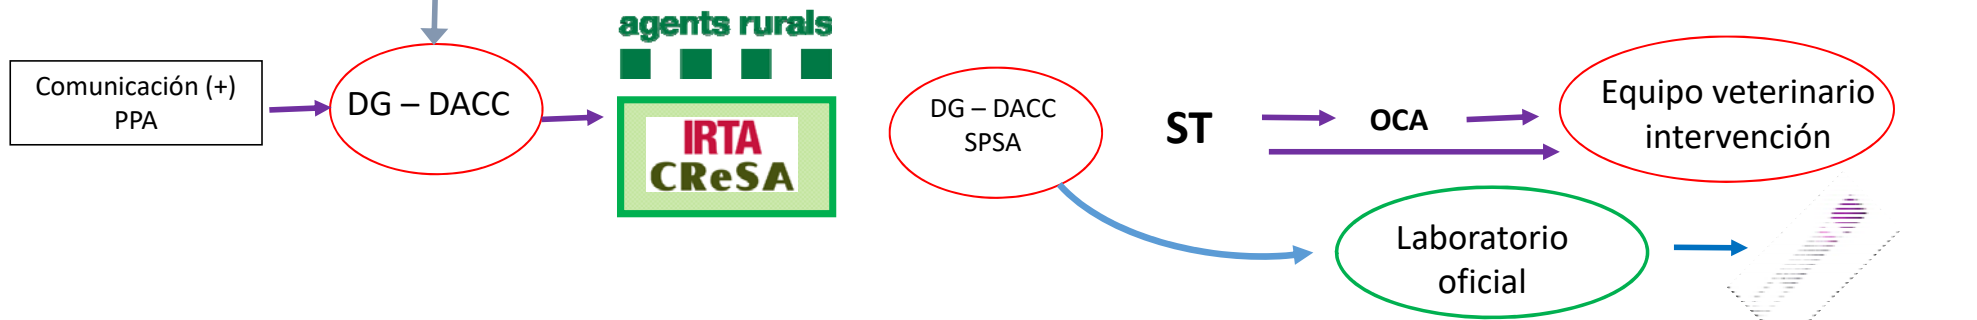 agents rurals
Comunicación (+)
PPA
DG – DACC
IRTA
CReSA
DG – DACC
SPSA
ST
OCA
Equipo veterinario
intervención
Laboratorio
oficial